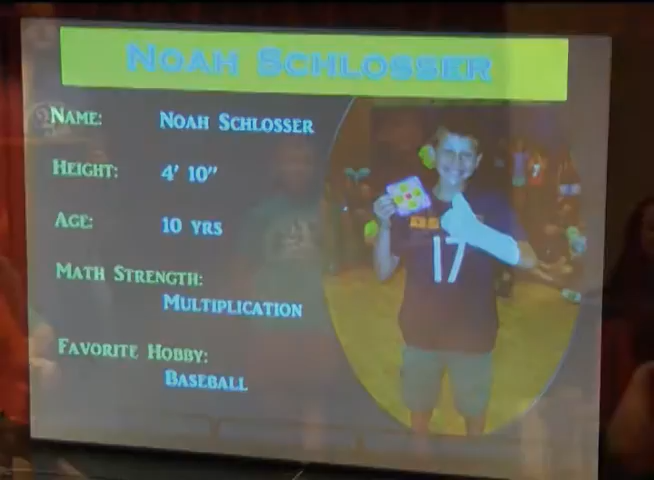 Noah Schlosser
Name: Noah Schlosser
Height: 4' 10"
Age: 10 yrs
Math Strength:
Multiplication
Favorite Hobby:
Baseball
17